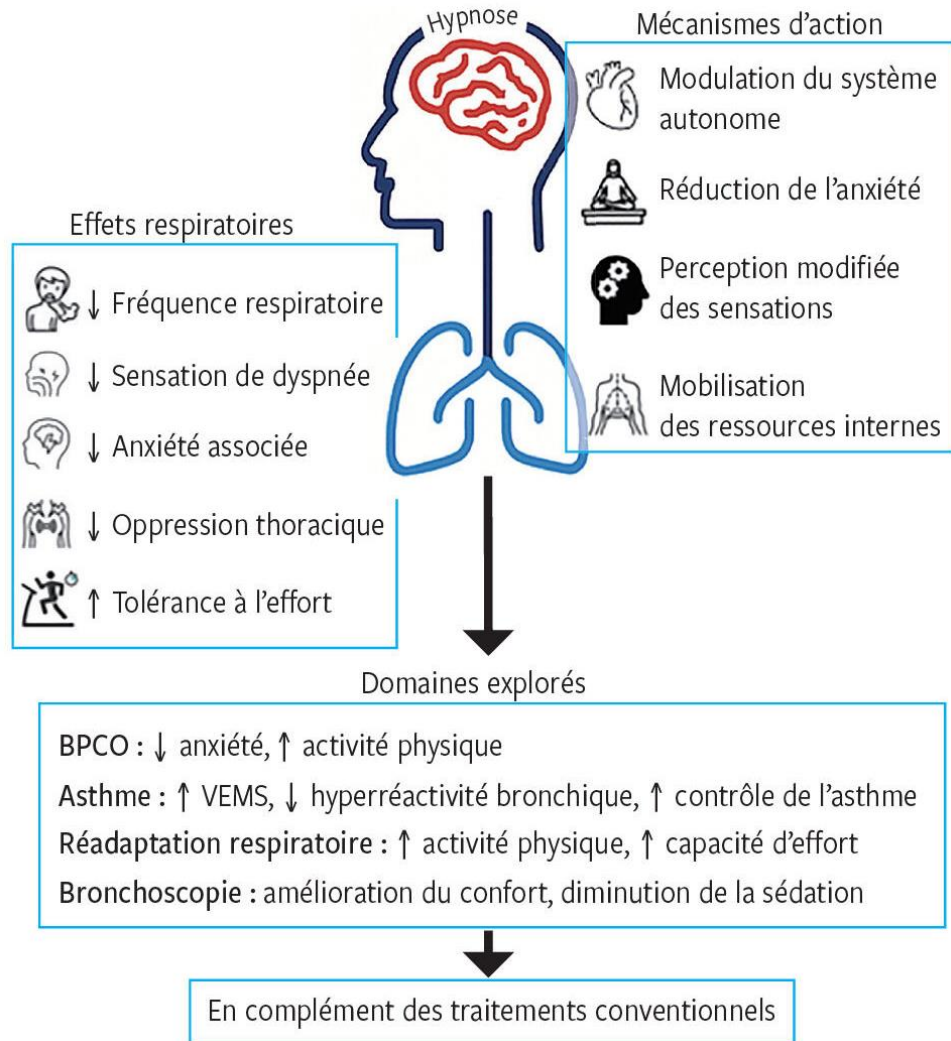 Hypnose
Mécanismes d'action
Modulation du système
autonome
Réduction de l'anxiété
Perception modifiée
des sensations
Mobilisation
des ressources internes
Effets respiratoires
↓ Fréquence respiratoire
↓ Sensation de dyspnée
↓ Anxiété associée
↓ Oppression thoracique
↑ Tolérance à l'effort
Domaines explorés
BPCO : ↓ anxiété, ↑ activité physique
Asthme : ↑ VEMS, ↓ hyperréactivité bronchique, ↑ contrôle de l'asthme
Réadaptation respiratoire : ↑ activité physique, ↑ capacité d'effort
Bronchoscopie : amélioration du confort, diminution de la sédation
En complément des traitements conventionnels